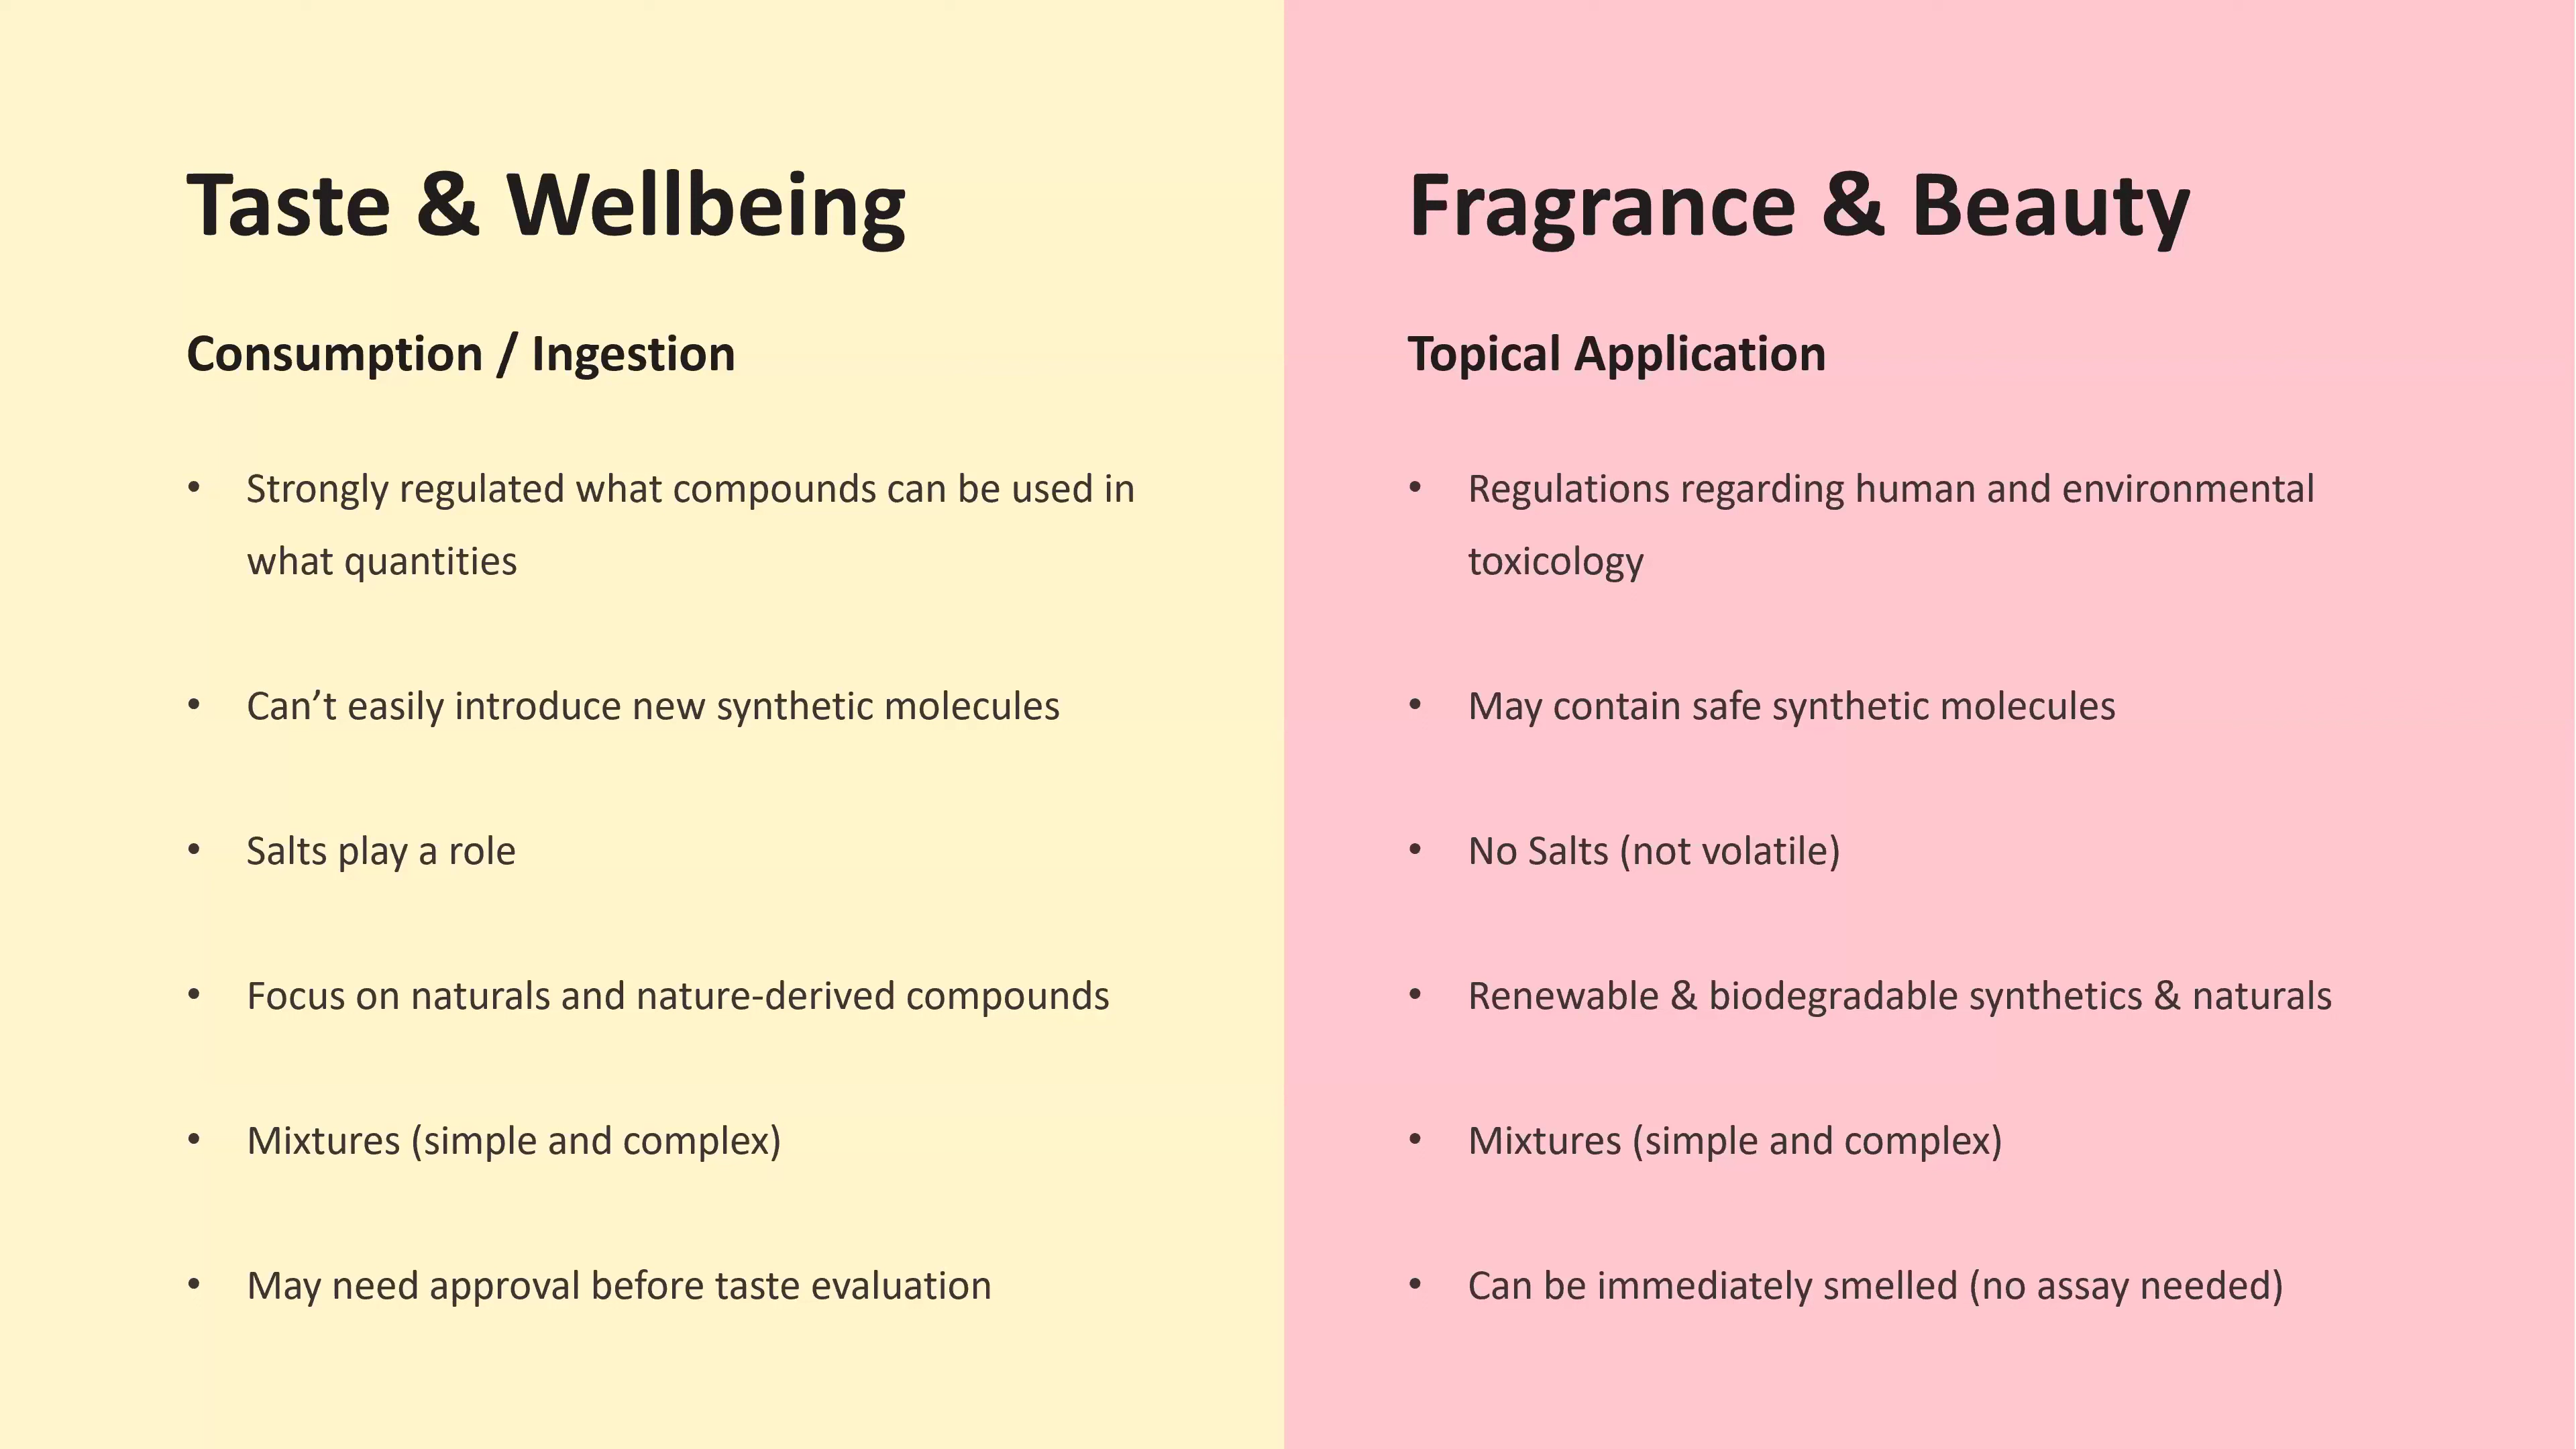 Taste & Wellbeing
Consumption / Ingestion
• Strongly regulated what compounds can be used in
what quantities
• Can’t easily introduce new synthetic molecules
• Salts play a role
• Focus on naturals and nature-derived compounds
• Mixtures (simple and complex)
• May need approval before taste evaluation
Fragrance & Beauty
Topical Application
• Regulations regarding human and environmental
toxicology
• May contain safe synthetic molecules
• No Salts (not volatile)
• Renewable & biodegradable synthetics & naturals
• Mixtures (simple and complex)
• Can be immediately smelled (no assay needed)